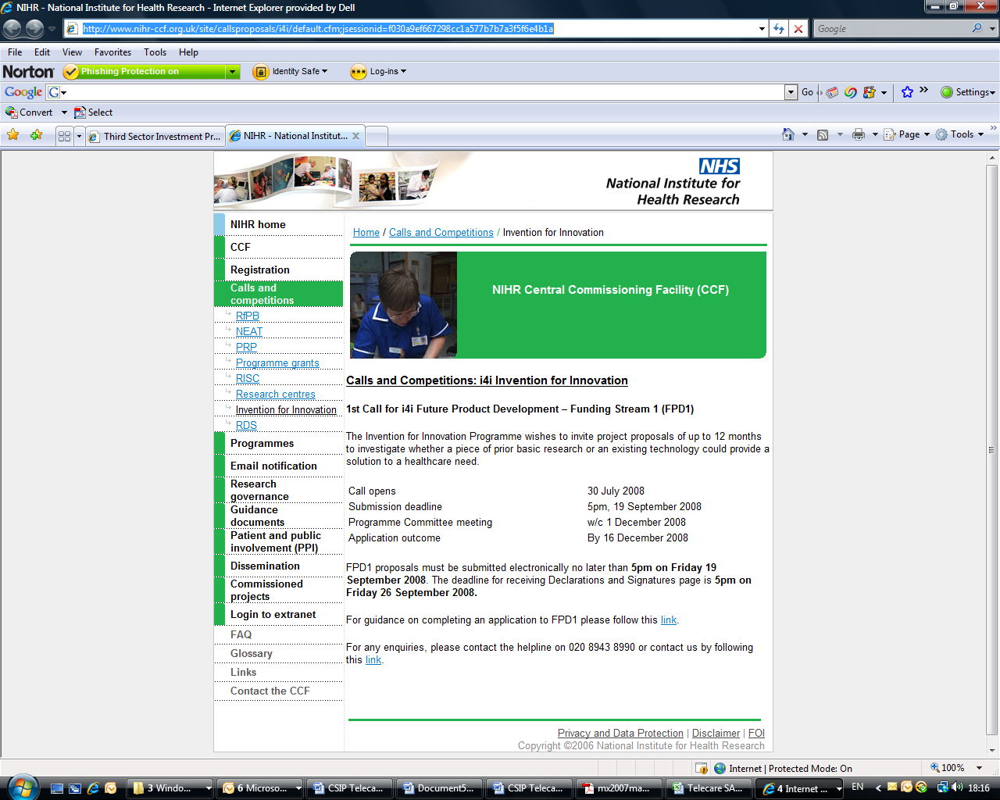 NIHR - National Institute for Health Research - Internet Explorer provided by Dell
http://www.nihr-ccf.org.uk/site/callsproposals/i4i/default.cfm;jsessionid=f030a9ef667298cc1a577b7b7a3f5f6e4b1a
Google
File Edit View Favorites Tools Help
Norton Phishing Protection on Identity Safe Log-ins
Google G Go Settings
Convert Select
Third Sector Investment Pr... NIHR - National Institut... Page Tools
NHS
National Institute for
Health Research
NIHR home
CCF
Registration
Calls and
competitions
RfPB
NEAT
PRP
Programme grants
RISC
Research centres
Invention for Innovation
RDS
Programmes
Email notification
Research
governance
Guidance
documents
Patient and public
involvement (PPI)
Dissemination
Commissioned
projects
Login to extranet
FAQ
Glossary
Links
Contact the CCF
Home / Calls and Competitions / Invention for Innovation
NIHR Central Commissioning Facility (CCF)
Calls and Competitions: i4i Invention for Innovation
1st Call for i4i Future Product Development – Funding Stream 1 (FPD1)
The Invention for Innovation Programme wishes to invite project proposals of up to 12 months
to investigate whether a piece of prior basic research or an existing technology could provide a
solution to a healthcare need.
Call opens 30 July 2008
Submission deadline 5pm, 19 September 2008
Programme Committee meeting w/c 1 December 2008
Application outcome By 16 December 2008
FPD1 proposals must be submitted electronically no later than 5pm on Friday 19
September 2008. The deadline for receiving Declarations and Signatures page is 5pm on
Friday 26 September 2008.
For guidance on completing an application to FPD1 please follow this link.
For any enquiries, please contact the helpline on 020 8943 8990 or contact us by following
this link.
Privacy and Data Protection | Disclaimer | FOI
Copyright ©2006 National Institute for Health Research
Internet | Protected Mode: On 100%
3 Windo... 6 Microso... CSIP Teleca... Document5... CSIP Teleca... mx2007ma... Telecare SA... 4 Internet ... EN 18:16